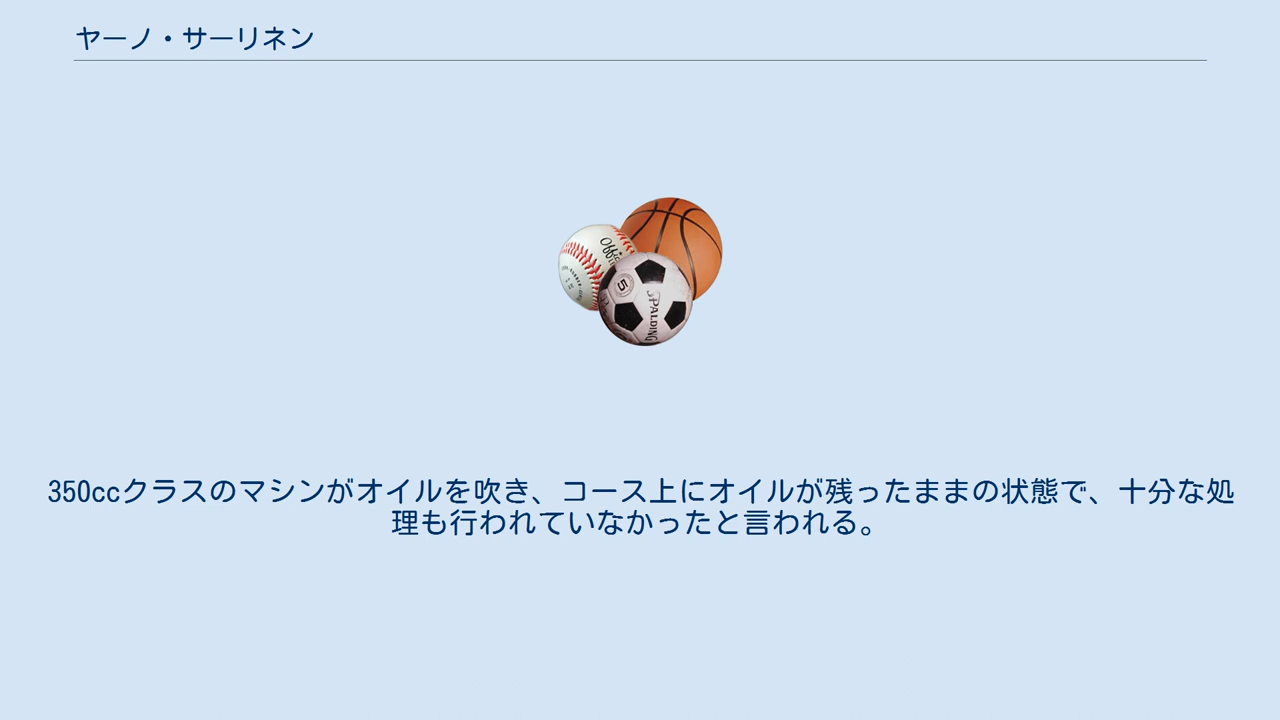 ヤーノ・サーリネン
Offic
5
SPALDING
350ccクラスのマシンがオイルを吹き、コース上にオイルが残ったままの状態で、十分な処
理も行われていなかったと言われる。